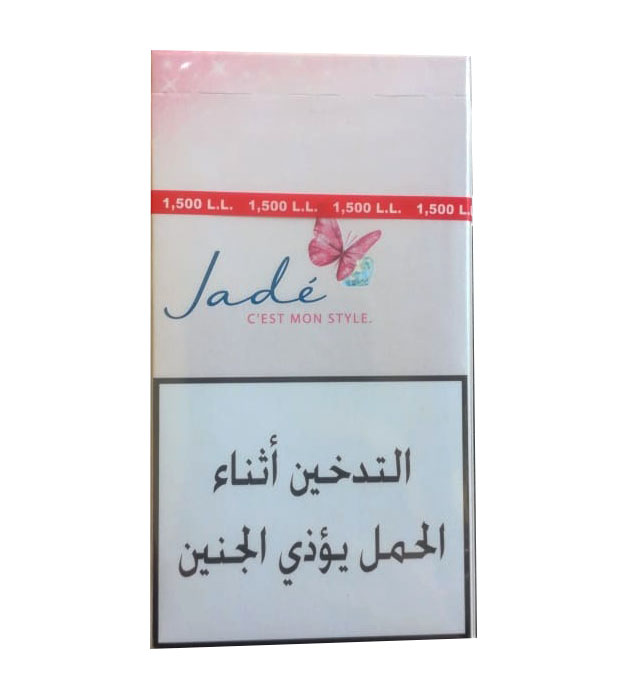 1,500 L.L. 1,500 L.L. 1,500 L.L. 1,500 L.
Jadé
C'EST MON STYLE.
التدخين أثناء
الحمل يؤذي الجنين